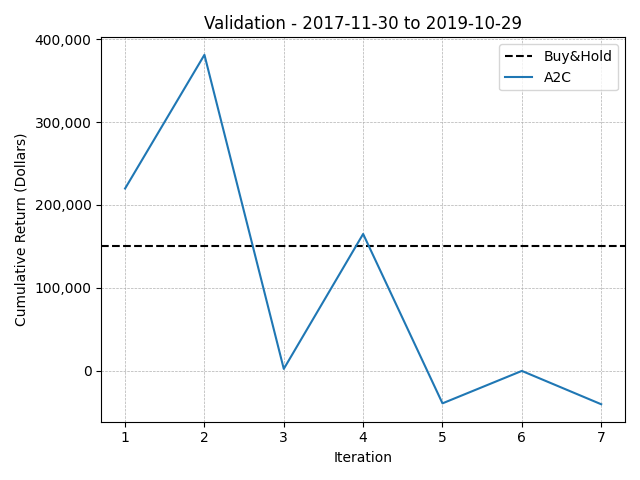 Validation - 2017-11-30 to 2019-10-29
Cumulative Return (Dollars)
400,000
300,000
200,000
100,000
0
Buy&Hold
A2C
1 2 3 4 5 6 7
Iteration